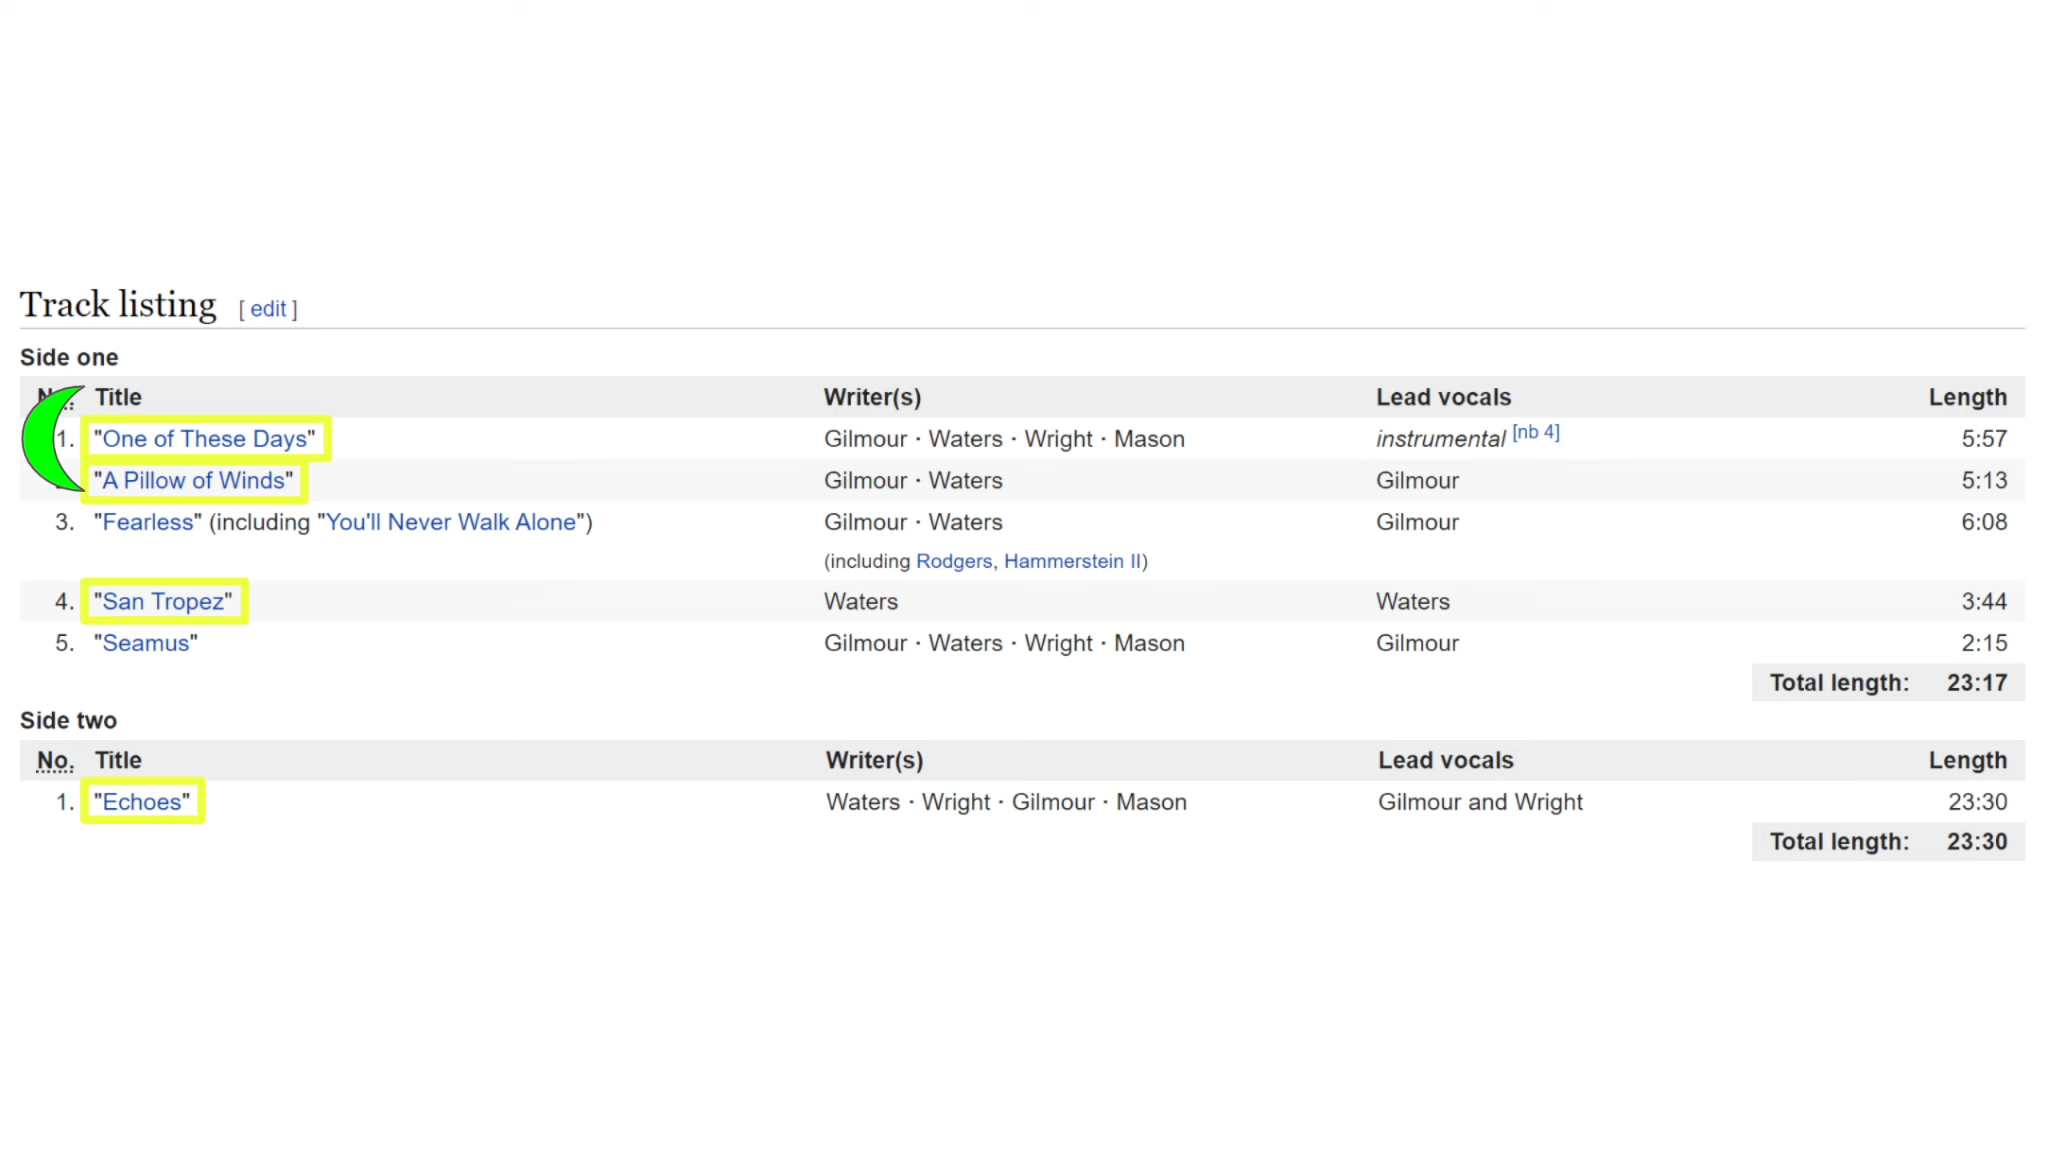 Track listing [ edit ]
Side one
Title Writer(s) Lead vocals Length
1. "One of These Days" Gilmour · Waters · Wright · Mason instrumental [nb 4] 5:57
"A Pillow of Winds" Gilmour · Waters Gilmour 5:13
3. "Fearless" (including "You'll Never Walk Alone") Gilmour · Waters Gilmour 6:08
(including Rodgers, Hammerstein II)
4. "San Tropez" Waters Waters 3:44
5. "Seamus" Gilmour · Waters · Wright · Mason Gilmour 2:15
Total length: 23:17
Side two
No. Title Writer(s) Lead vocals Length
1. "Echoes" Waters · Wright · Gilmour · Mason Gilmour and Wright 23:30
Total length: 23:30